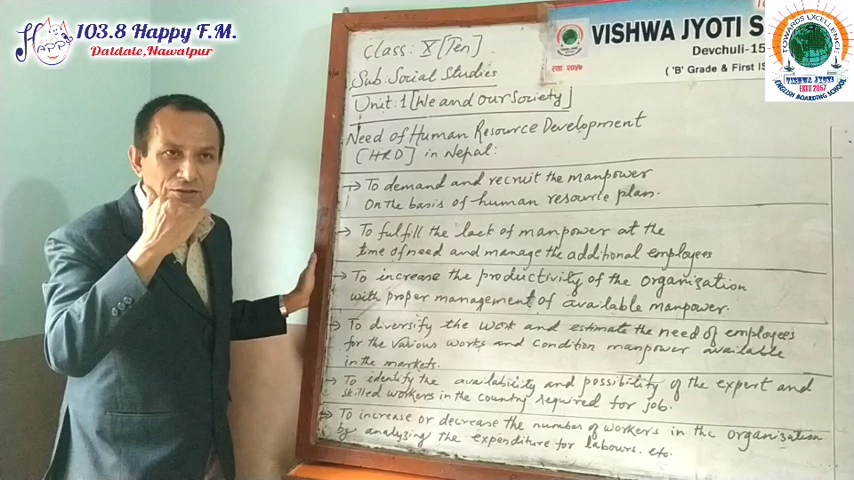 Happy
103.8 Happy F.M.
Daldale,Nawalpur
VISHWA JYOTI S
Devchuli-15
( 'B' Grade & First IS
TOWARDS EXCELLENCE
VISHWA JYOTI
ESTD 2057
ENGLISH BOARDING SCHOOL
Class: X[Ten]
Sub: Social Studies
Unit: 1 [We and Our Society]
Need of Human Resource Development
[HRD] in Nepal:
→ To demand and recruit the manpower
on the basis of human resource plan.
→ To fulfill the lack of manpower at the
time of need and manage the additional employees
→ To increase the productivity of the organization
with proper management of available manpower.
→ To diversify the work and estimate the need of employees
for the various works and condition manpower available
in the markets.
→ To identify the availability and possibility of the expert and
skilled workers in the country required for job.
→ To increase or decrease the number of workers in the organization
by analyzing the expenditure for labours. etc.